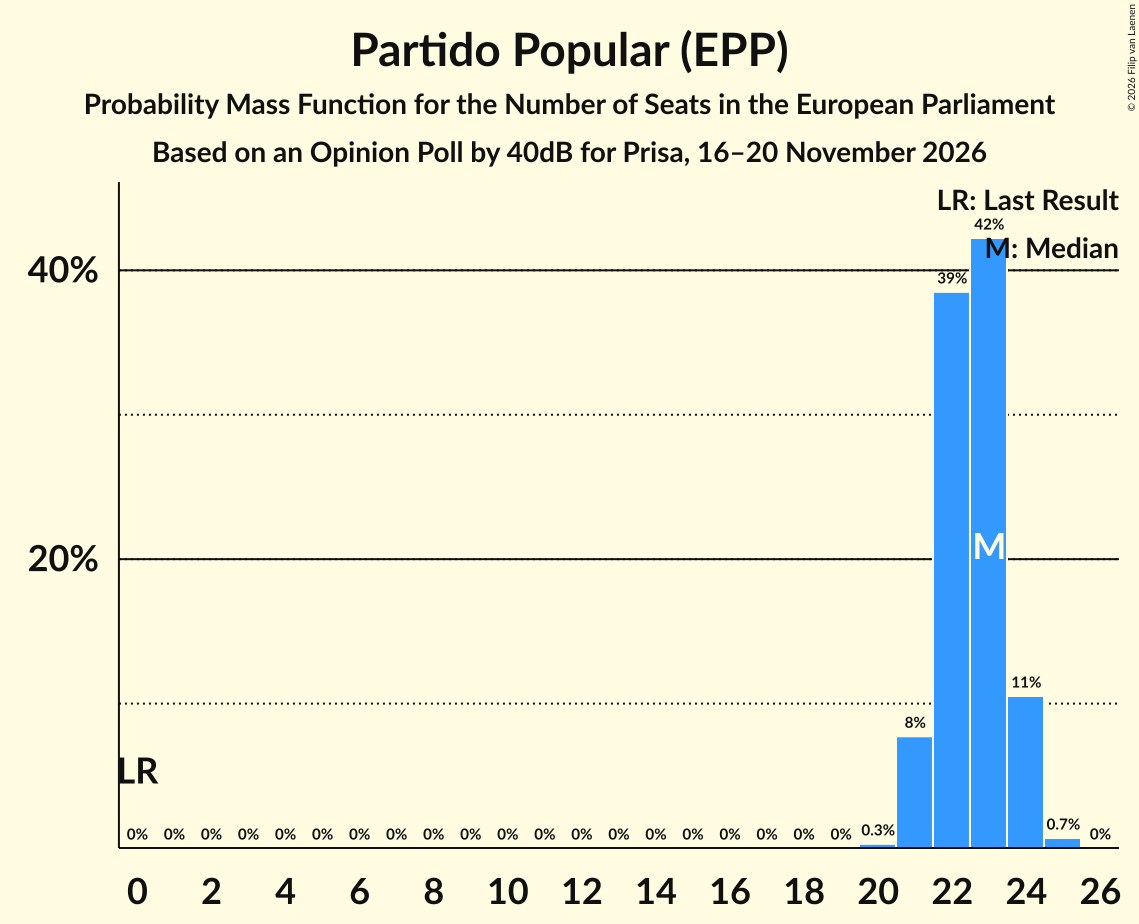 Partido Popular (EPP)
Probability Mass Function for the Number of Seats in the European Parliament
Based on an Opinion Poll by 40dB for Prisa, 16–20 November 2026
© 2026 Filip van Laenen
LR: Last Result
M: Median
40%
20%
42%
39%
M
11%
8%
LR
0% 0% 0% 0% 0% 0% 0% 0% 0% 0% 0% 0% 0% 0% 0% 0% 0% 0% 0% 0% 0.3% 0.7% 0%
0 2 4 6 8 10 12 14 16 18 20 22 24 26